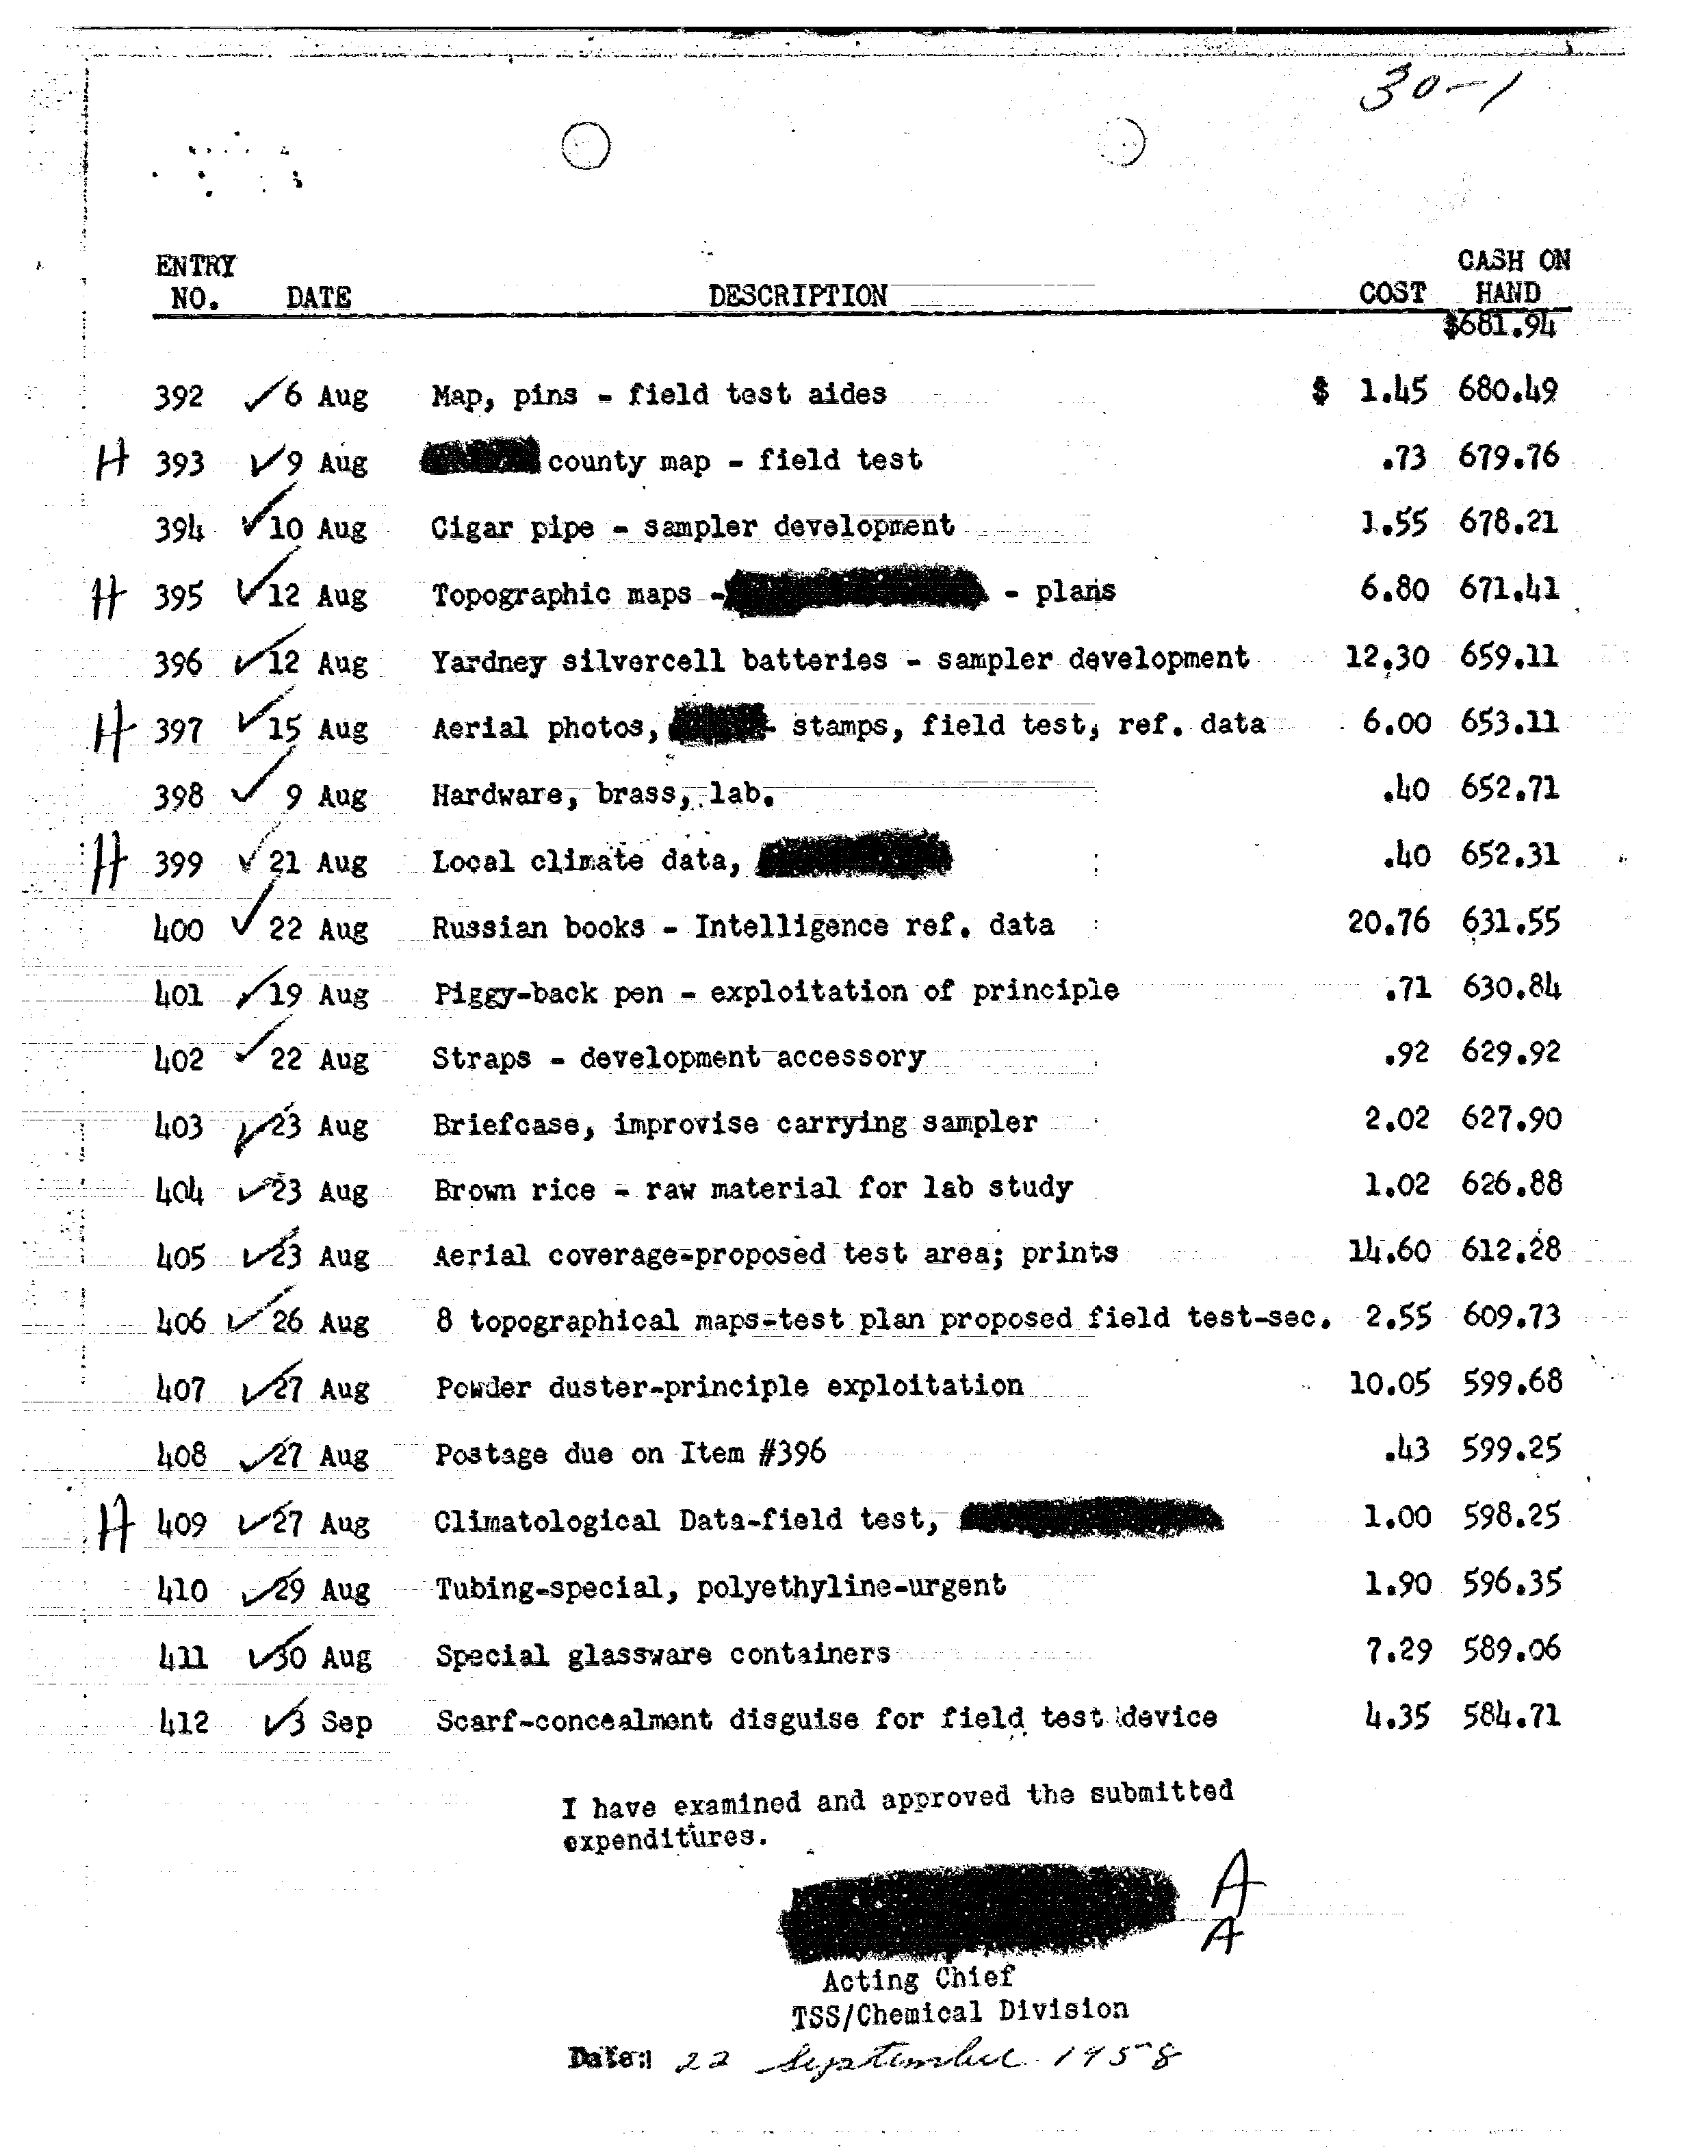 30-1
ENTRY CASH ON
NO. DATE DESCRIPTION COST HAND
$681.94
392 6 Aug Map, pins - field test aides $ 1.45 680.49
H 393 9 Aug county map - field test .73 679.76
394 10 Aug Cigar pipe - sampler development 1.55 678.21
H 395 12 Aug Topographic maps - - plans 6.80 671.41
396 12 Aug Yardney silvercell batteries - sampler development 12.30 659.11
H 397 15 Aug Aerial photos, - stamps, field test, ref. data 6.00 653.11
398 9 Aug Hardware, brass, lab. .40 652.71
H 399 21 Aug Local climate data, .40 652.31
400 22 Aug Russian books - Intelligence ref. data 20.76 631.55
401 19 Aug Piggy-back pen - exploitation of principle .71 630.84
402 22 Aug Straps - development accessory .92 629.92
403 23 Aug Briefcase, improvise carrying sampler 2.02 627.90
404 23 Aug Brown rice - raw material for lab study 1.02 626.88
405 23 Aug Aerial coverage-proposed test area; prints 14.60 612.28
406 26 Aug 8 topographical maps-test plan proposed field test-sec. 2.55 609.73
407 27 Aug Powder duster-principle exploitation 10.05 599.68
408 27 Aug Postage due on Item #396 .43 599.25
H 409 27 Aug Climatological Data-field test, 1.00 598.25
410 29 Aug Tubing-special, polyethyline-urgent 1.90 596.35
411 30 Aug Special glassware containers 7.29 589.06
412 3 Sep Scarf-concealment disguise for field test device 4.35 584.71
I have examined and approved the submitted
expenditures.
A
A
Acting Chief
TSS/Chemical Division
Date: 22 September 1958